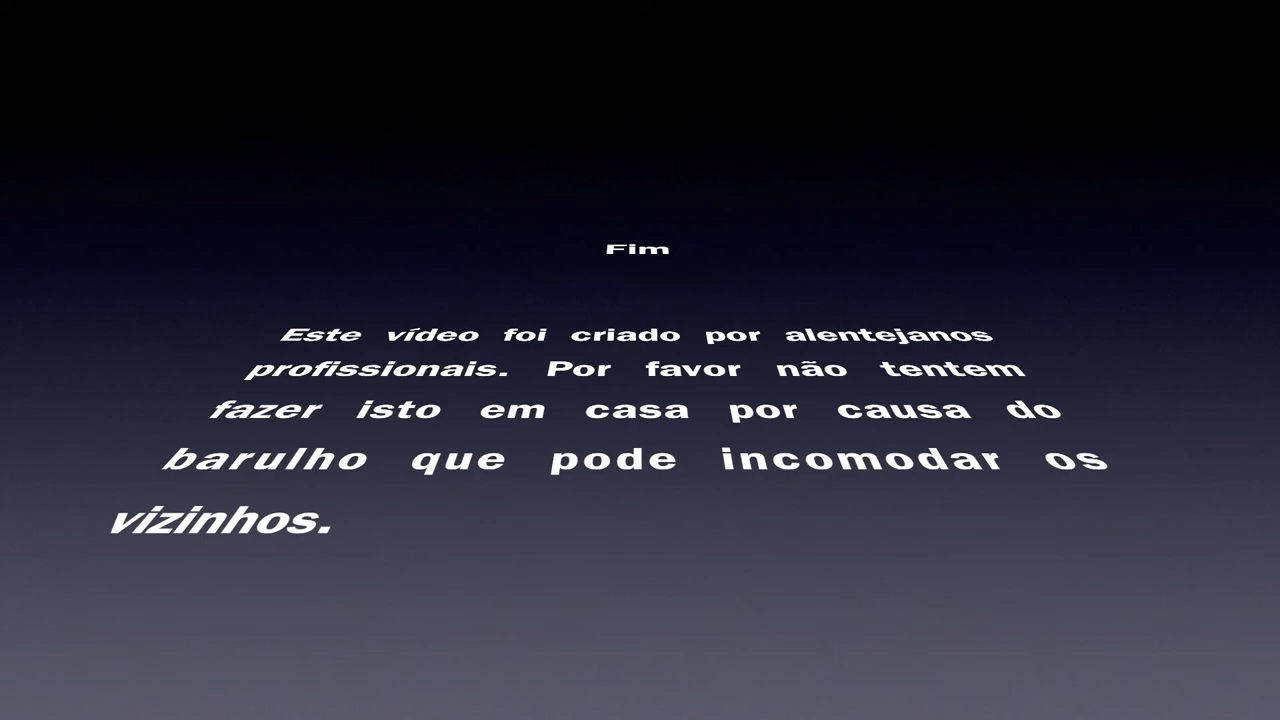 Fim
Este vídeo foi criado por alentejanos
profissionais. Por favor não tentem
fazer isto em casa por causa do
barulho que pode incomodar os
vizinhos.